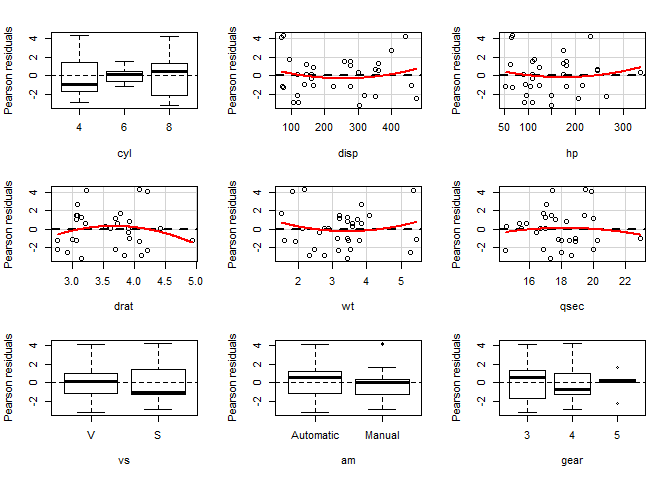 Pearson residuals
-2 0 2 4
4 6 8
cyl
Pearson residuals
-2 0 2 4
100 200 300 400
disp
Pearson residuals
-2 0 2 4
50 100 200 300
hp
Pearson residuals
-2 0 2 4
3.0 3.5 4.0 4.5 5.0
drat
Pearson residuals
-2 0 2 4
2 3 4 5
wt
Pearson residuals
-2 0 2 4
16 18 20 22
qsec
Pearson residuals
-2 0 2 4
V S
vs
Pearson residuals
-2 0 2 4
Automatic Manual
am
Pearson residuals
-2 0 2 4
3 4 5
gear